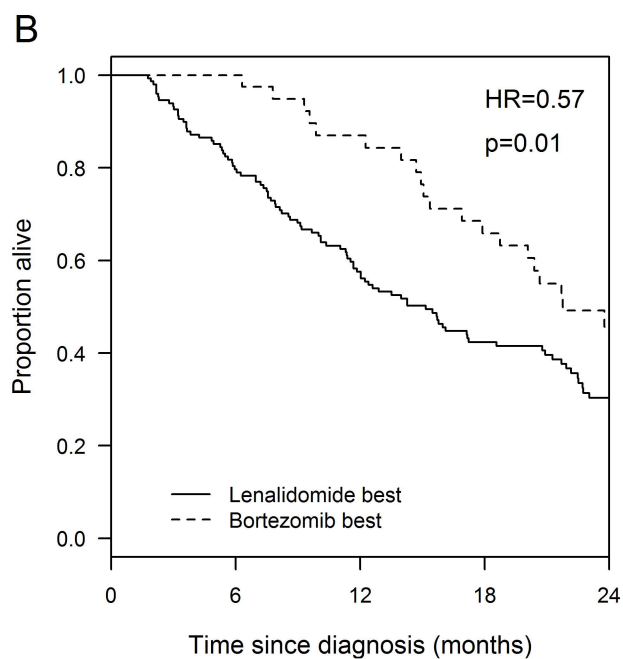 B
HR=0.57
p=0.01
Proportion alive
1.0
0.8
0.6
0.4
0.2
0.0
Lenalidomide best
Bortezomib best
0 6 12 18 24
Time since diagnosis (months)